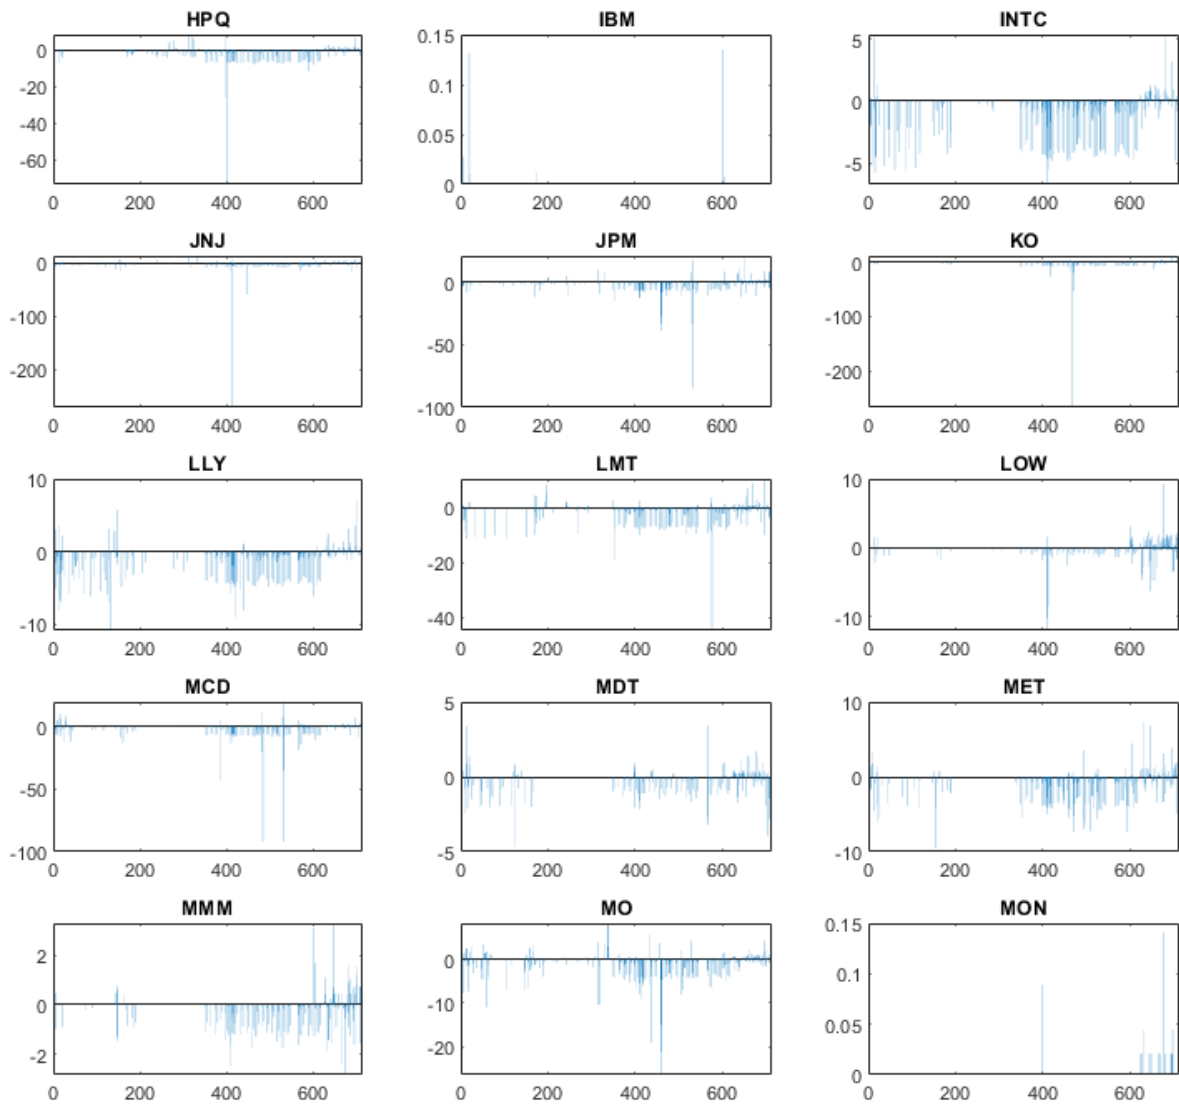 HPQ IBM INTC
0 0.15 5
-20 0.1 0
-40 0.05 -5
-60 0
0 200 400 600 0 200 400 600 0 200 400 600
JNJ JPM KO
0 0 0
-100 -50 -100
-200 -100 -200
0 200 400 600 0 200 400 600 0 200 400 600
LLY LMT LOW
10 0 10
0 -20 0
-10 -40 -10
0 200 400 600 0 200 400 600 0 200 400 600
MCD MDT MET
0 5 10
-50 0 0
-100 -5 -10
0 200 400 600 0 200 400 600 0 200 400 600
MMM MO MON
2 0 0.15
0 -10 0.1
-2 -20 0.05
0
0 200 400 600 0 200 400 600 0 200 400 600